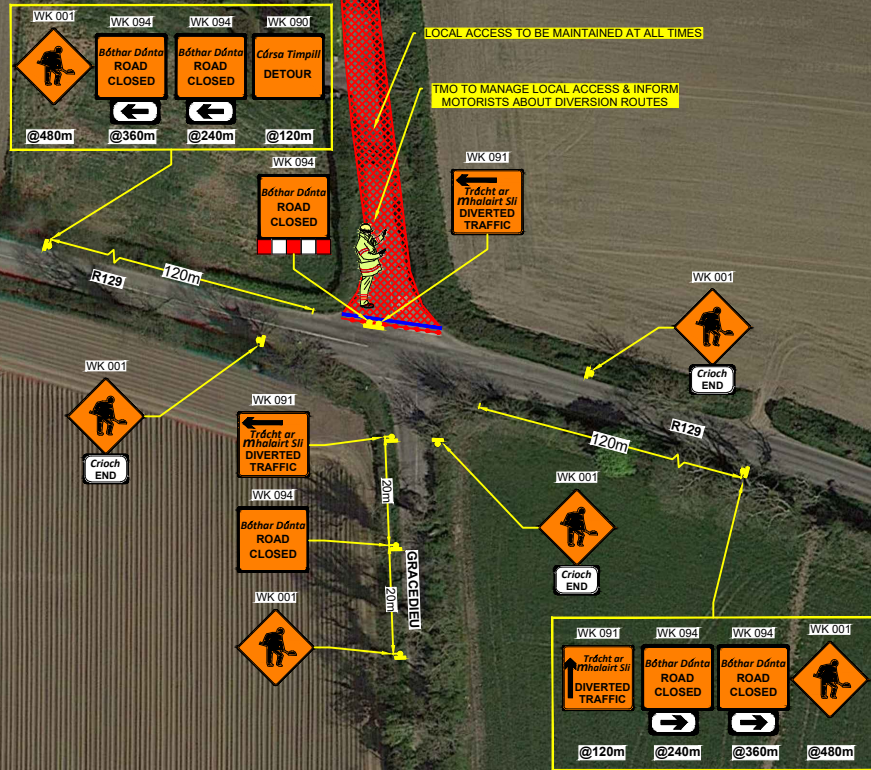 WK 001
WK 094
WK 094
WK 090
Bóthar Dúnta
ROAD
CLOSED
Bóthar Dúnta
ROAD
CLOSED
Cúrsa Timpill
DETOUR
@480m
@360m
@240m
@120m
LOCAL ACCESS TO BE MAINTAINED AT ALL TIMES
TMO TO MANAGE LOCAL ACCESS & INFORM
MOTORISTS ABOUT DIVERSION ROUTES
WK 094
Bóthar Dúnta
ROAD
CLOSED
WK 091
Trácht ar
mhalairt Slí
DIVERTED
TRAFFIC
R129
120m
WK 001
Críoch
END
WK 001
Críoch
END
WK 091
Trácht ar
mhalairt Slí
DIVERTED
TRAFFIC
R129
120m
20m
WK 094
Bóthar Dúnta
ROAD
CLOSED
WK 001
Críoch
END
GRACEDIEU
20m
WK 001
WK 091
WK 094
WK 094
WK 001
Trácht ar
mhalairt Slí
DIVERTED
TRAFFIC
Bóthar Dúnta
ROAD
CLOSED
Bóthar Dúnta
ROAD
CLOSED
@120m
@240m
@360m
@480m